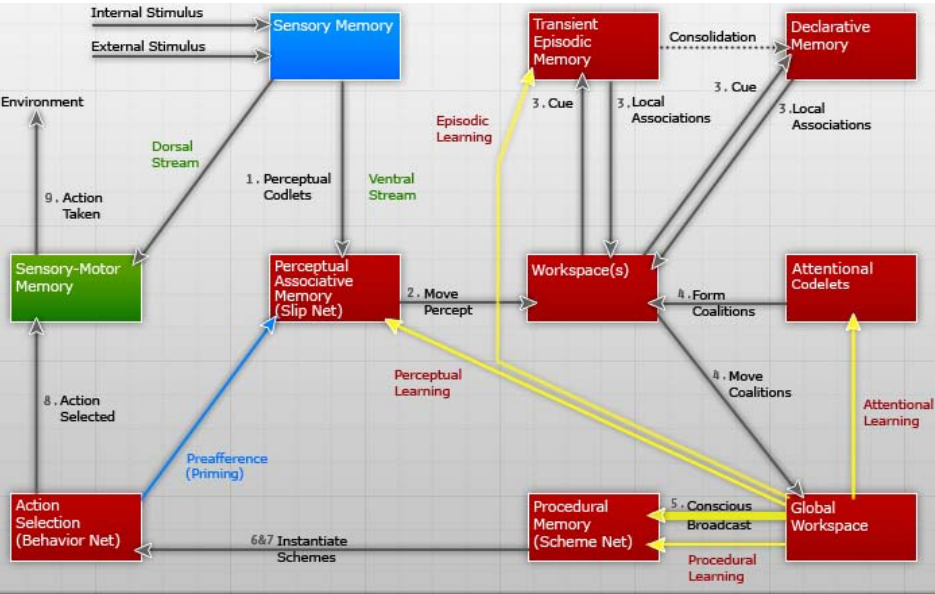 Internal Stimulus
External Stimulus
Sensory Memory
Transient
Episodic
Memory
Consolidation
Declarative
Memory
Environment
3. Cue
3. Local
Associations
3. Cue
3. Local
Associations
Episodic
Learning
Dorsal
Stream
1. Perceptual
Codlets
Ventral
Stream
9. Action
Taken
Sensory-Motor
Memory
Perceptual
Associative
Memory
(Slip Net)
2. Move
Percept
Workspace(s)
4. Form
Coalitions
Attentional
Codelets
Perceptual
Learning
4. Move
Coalitions
8. Action
Selected
Attentional
Learning
Preafference
(Priming)
Action
Selection
(Behavior Net)
6&7 Instantiate
Schemes
Procedural
Memory
(Scheme Net)
5. Conscious
Broadcast
Procedural
Learning
Global
Workspace